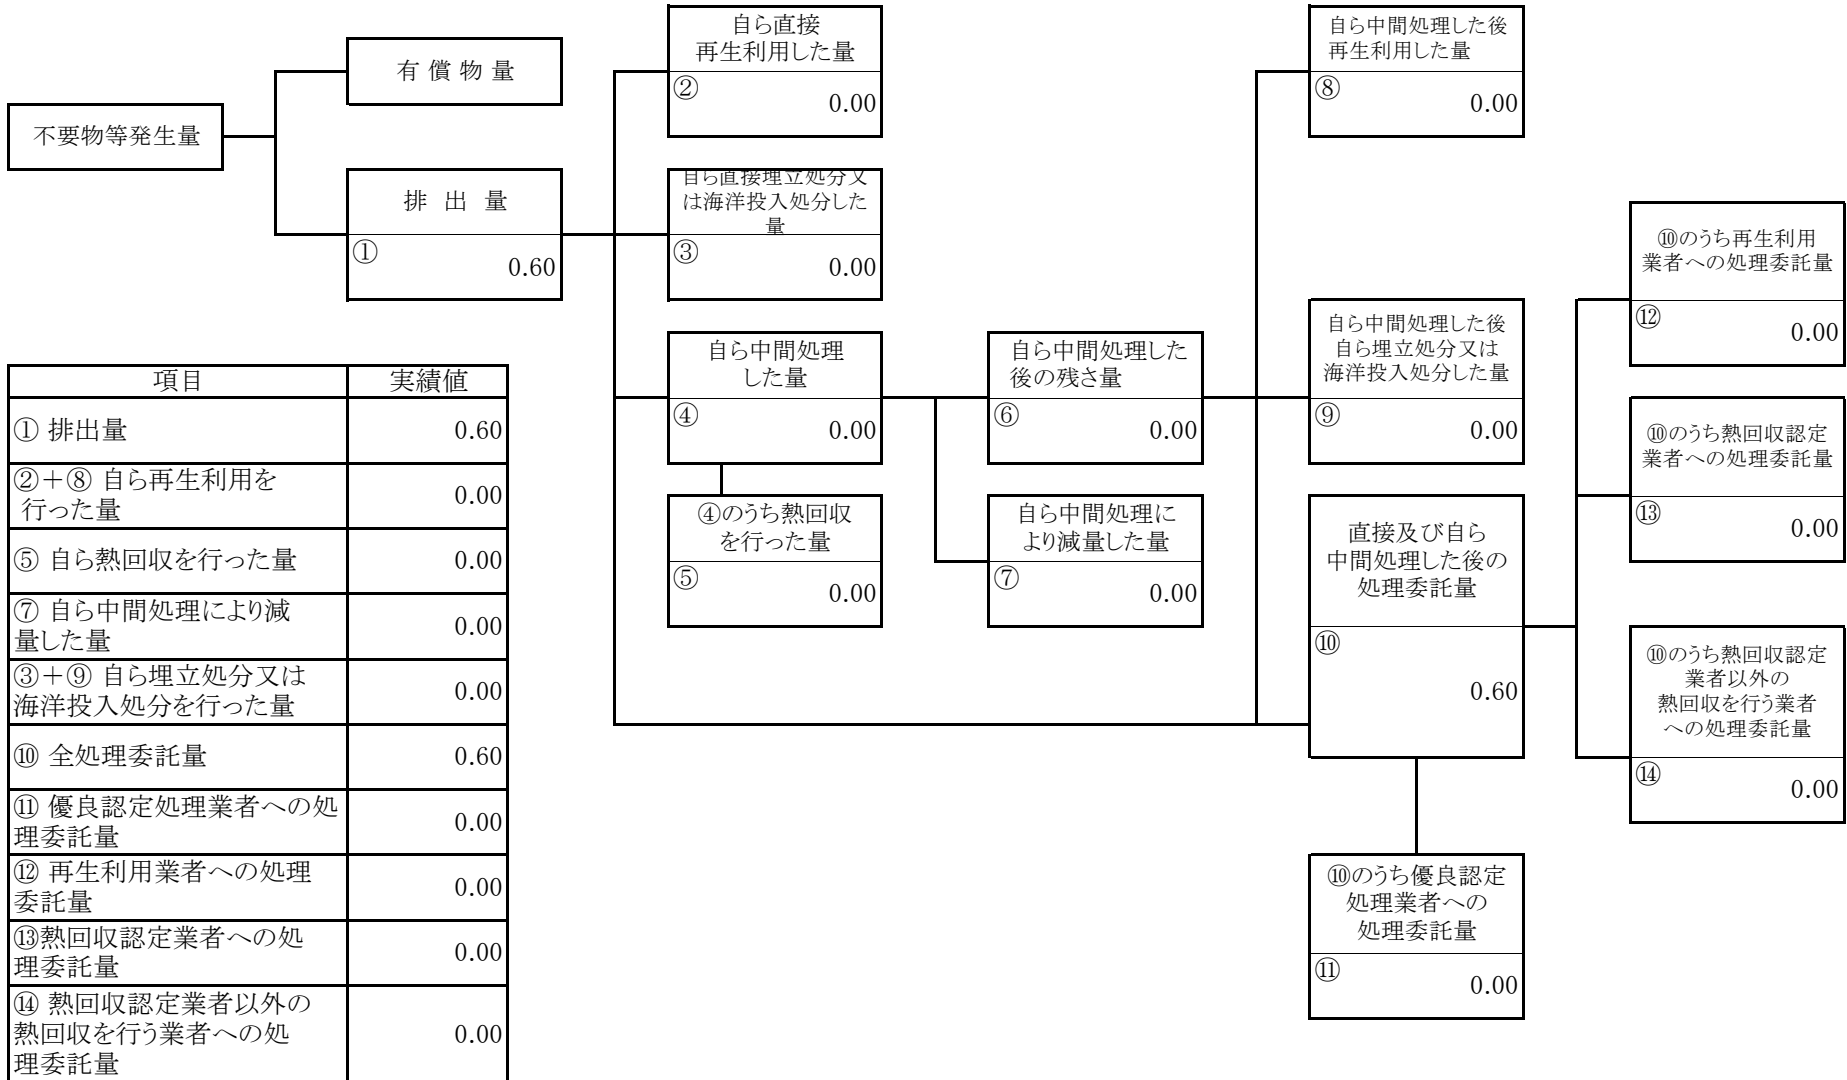 不要物等発生量
有 償 物 量
排 出 量
①
0.60
自ら直接
再生利用した量
②
0.00
自ら直接埋立処分又
は海洋投入処分した
量
③
0.00
自ら中間処理
した量
④
0.00
④のうち熱回収
を行った量
⑤
0.00
自ら中間処理した
後の残さ量
⑥
0.00
自ら中間処理に
より減量した量
⑦
0.00
自ら中間処理した後
再生利用した量
⑧
0.00
自ら中間処理した後
自ら埋立処分又は
海洋投入処分した量
⑨
0.00
直接及び自ら
中間処理した後の
処理委託量
⑩
0.60
⑩のうち優良認定
処理業者への
処理委託量
⑪
0.00
⑩のうち再生利用
業者への処理委託量
⑫
0.00
⑩のうち熱回収認定
業者への処理委託量
⑬
0.00
⑩のうち熱回収認定
業者以外の
熱回収を行う業者
への処理委託量
⑭
0.00
項目 実績値
① 排出量 0.60
②+⑧ 自ら再生利用を
行った量 0.00
⑤ 自ら熱回収を行った量 0.00
⑦ 自ら中間処理により減
量した量 0.00
③+⑨ 自ら埋立処分又は
海洋投入処分を行った量 0.00
⑩ 全処理委託量 0.60
⑪ 優良認定処理業者への処
理委託量 0.00
⑫ 再生利用業者への処理
委託量 0.00
⑬熱回収認定業者への処
理委託量 0.00
⑭ 熱回収認定業者以外の
熱回収を行う業者への処
理委託量 0.00